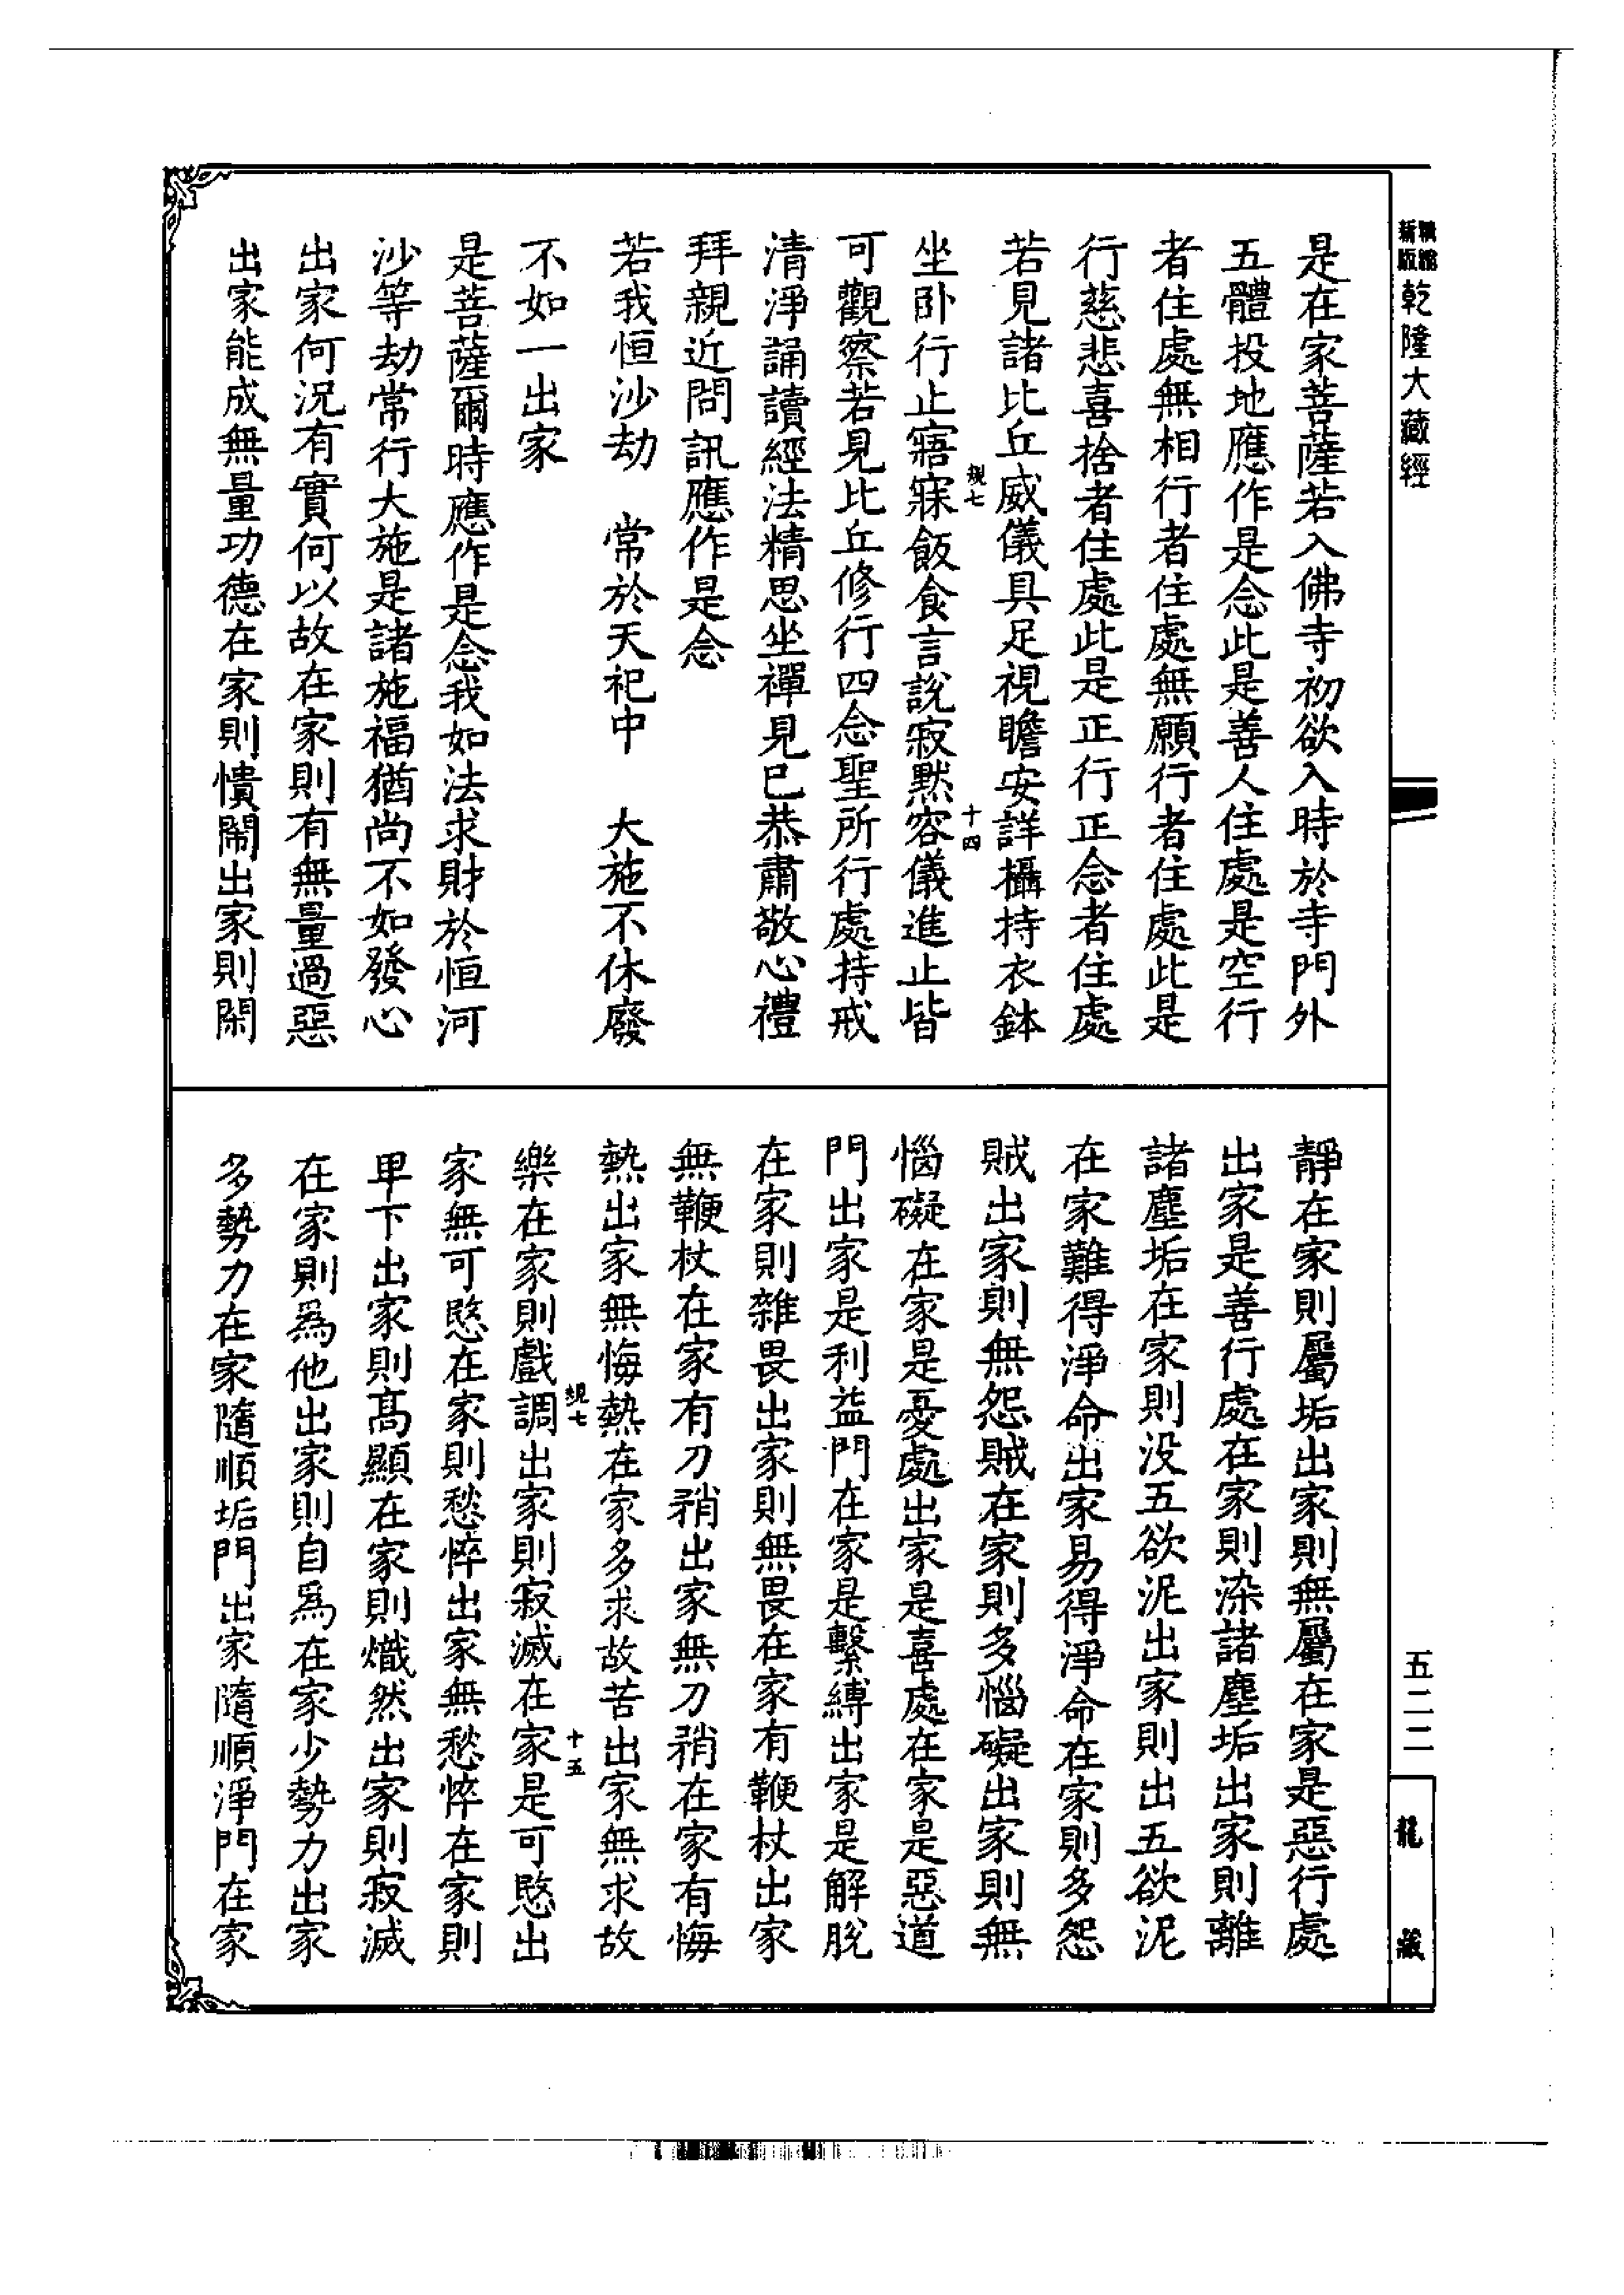 精縮新版乾隆大藏經
五二二
龍藏
是在家菩薩若入佛寺初欲入時於寺門外
五體投地應作是念此是善人住處是空行
者住處無相行者住處無願行者住處此是
行慈悲喜捨者住處此是正行正念者住處
若見諸比丘威儀具足視瞻安詳攝持衣鉢
規七
十四
坐卧行止寤寐飯食言說寂默容儀進止皆
可觀察若見比丘修行四念聖所行處持戒
清淨誦讀經法精思坐禪見已恭肅敬心禮
拜親近問訊應作是念
若我恒沙劫　常於天祀中　大施不休廢
不如一出家
是菩薩爾時應作是念我如法求財於恒河
沙等劫常行大施是諸施福猶尚不如發心
出家何況有實何以故在家則有無量過惡
出家能成無量功德在家則憒閙出家則閑
靜在家則屬垢出家則無屬在家是惡行處
出家是善行處在家則染諸塵垢出家則離
諸塵垢在家則没五欲泥出家則出五欲泥
在家難得淨命出家易得淨命在家則多怨
賊出家則無怨賊在家則多惱礙出家則無
惱礙在家是憂處出家是喜處在家是惡道
門出家是利益門在家是繫縛出家是解脫
在家則雜畏出家則無畏在家有鞭杖出家
無鞭杖在家有刀矟出家無刀矟在家有悔
熱出家無悔熱在家多求故苦出家無求故
規七
十五
樂在家則戲調出家則寂滅在家是可愍出
家無可愍在家則愁悴出家無愁悴在家則
卑下出家則髙顯在家則熾然出家則寂滅
在家則爲他出家則自爲在家少勢力出家
多勢力在家隨順垢門出家隨順淨門在家